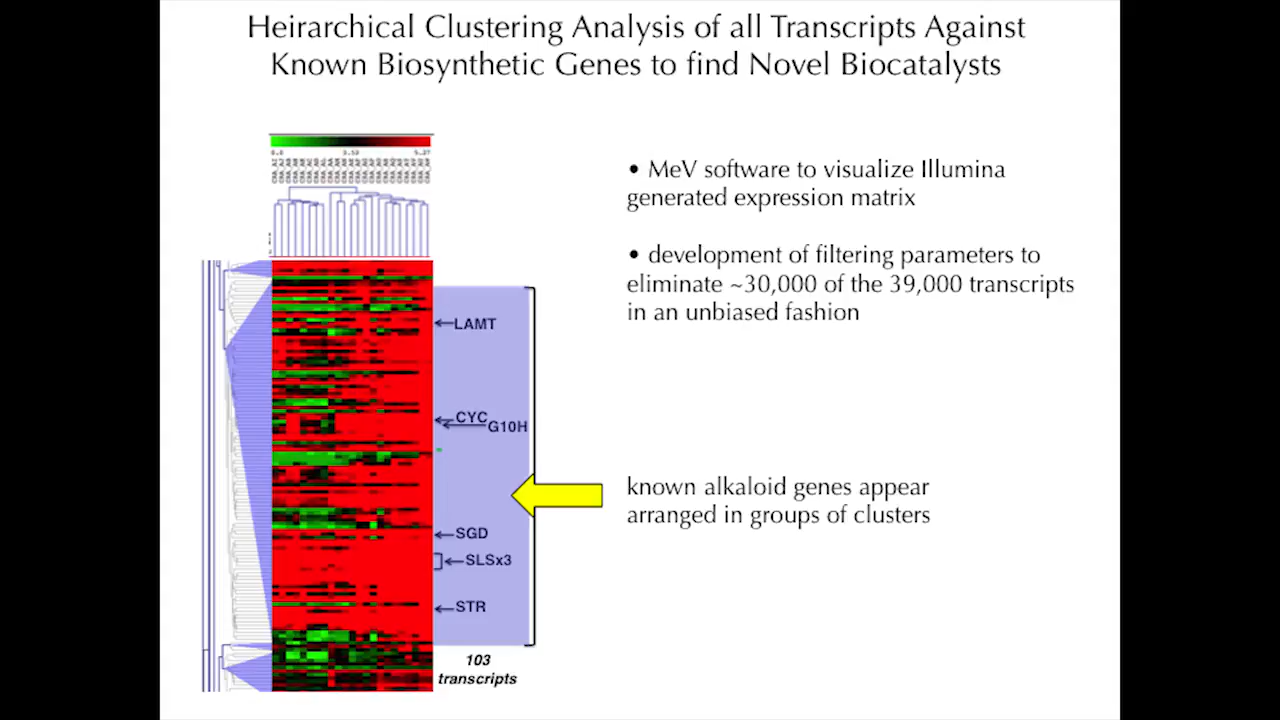 Heirarchical Clustering Analysis of all Transcripts Against
Known Biosynthetic Genes to find Novel Biocatalysts
• MeV software to visualize Illumina
generated expression matrix
• development of filtering parameters to
eliminate ~30,000 of the 39,000 transcripts
in an unbiased fashion
LAMT
CYC
G10H
known alkaloid genes appear
arranged in groups of clusters
SGD
SLSx3
STR
103
transcripts